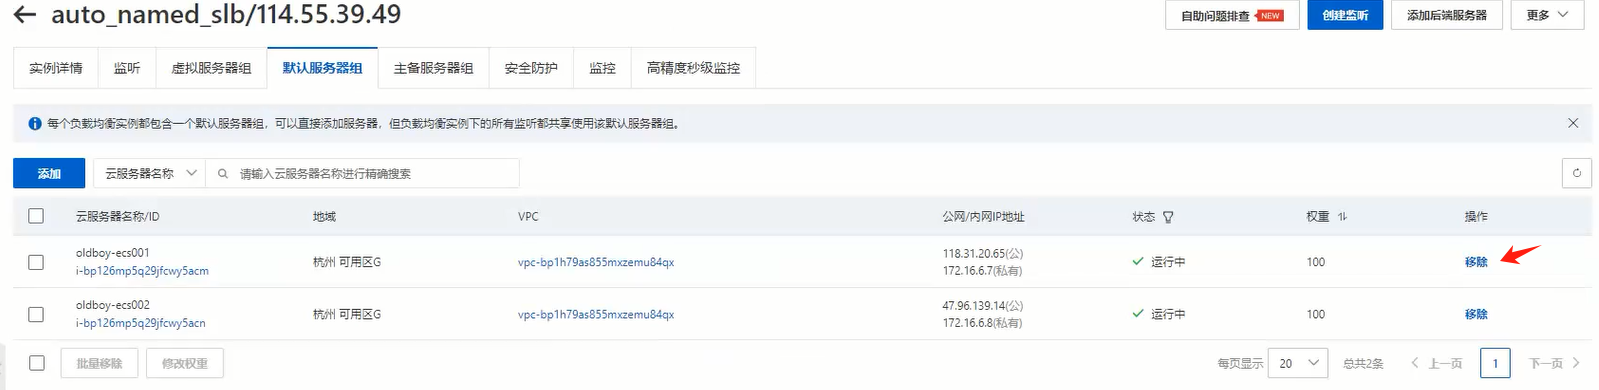 auto_named_slb/114.55.39.49
自助问题排查 NEW 创建监听 添加后端服务器 更多
实例详情 监听 虚拟服务器组 默认服务器组 主备服务器组 安全防护 监控 高精度秒级监控
每个负载均衡实例都包含一个默认服务器组，可以直接添加服务器，但负载均衡实例下的所有监听都共享使用该默认服务器组。
添加 云服务器名称 请输入云服务器名称进行精确搜索
云服务器名称/ID 地域 VPC 公网/内网IP地址 状态 权重 操作
oldboy-ecs001
i-bp126mp5q29jfcwy5acm
杭州 可用区G vpc-bp1h79as855mxzemu84qx
118.31.20.65(公)
172.16.6.7(私有)
运行中 100 移除
oldboy-ecs002
i-bp126mp5q29jfcwy5acn
杭州 可用区G vpc-bp1h79as855mxzemu84qx
47.96.139.14(公)
172.16.6.8(私有)
运行中 100 移除
批量移除 修改权重 每页显示 20 总共2条 上一页 1 下一页